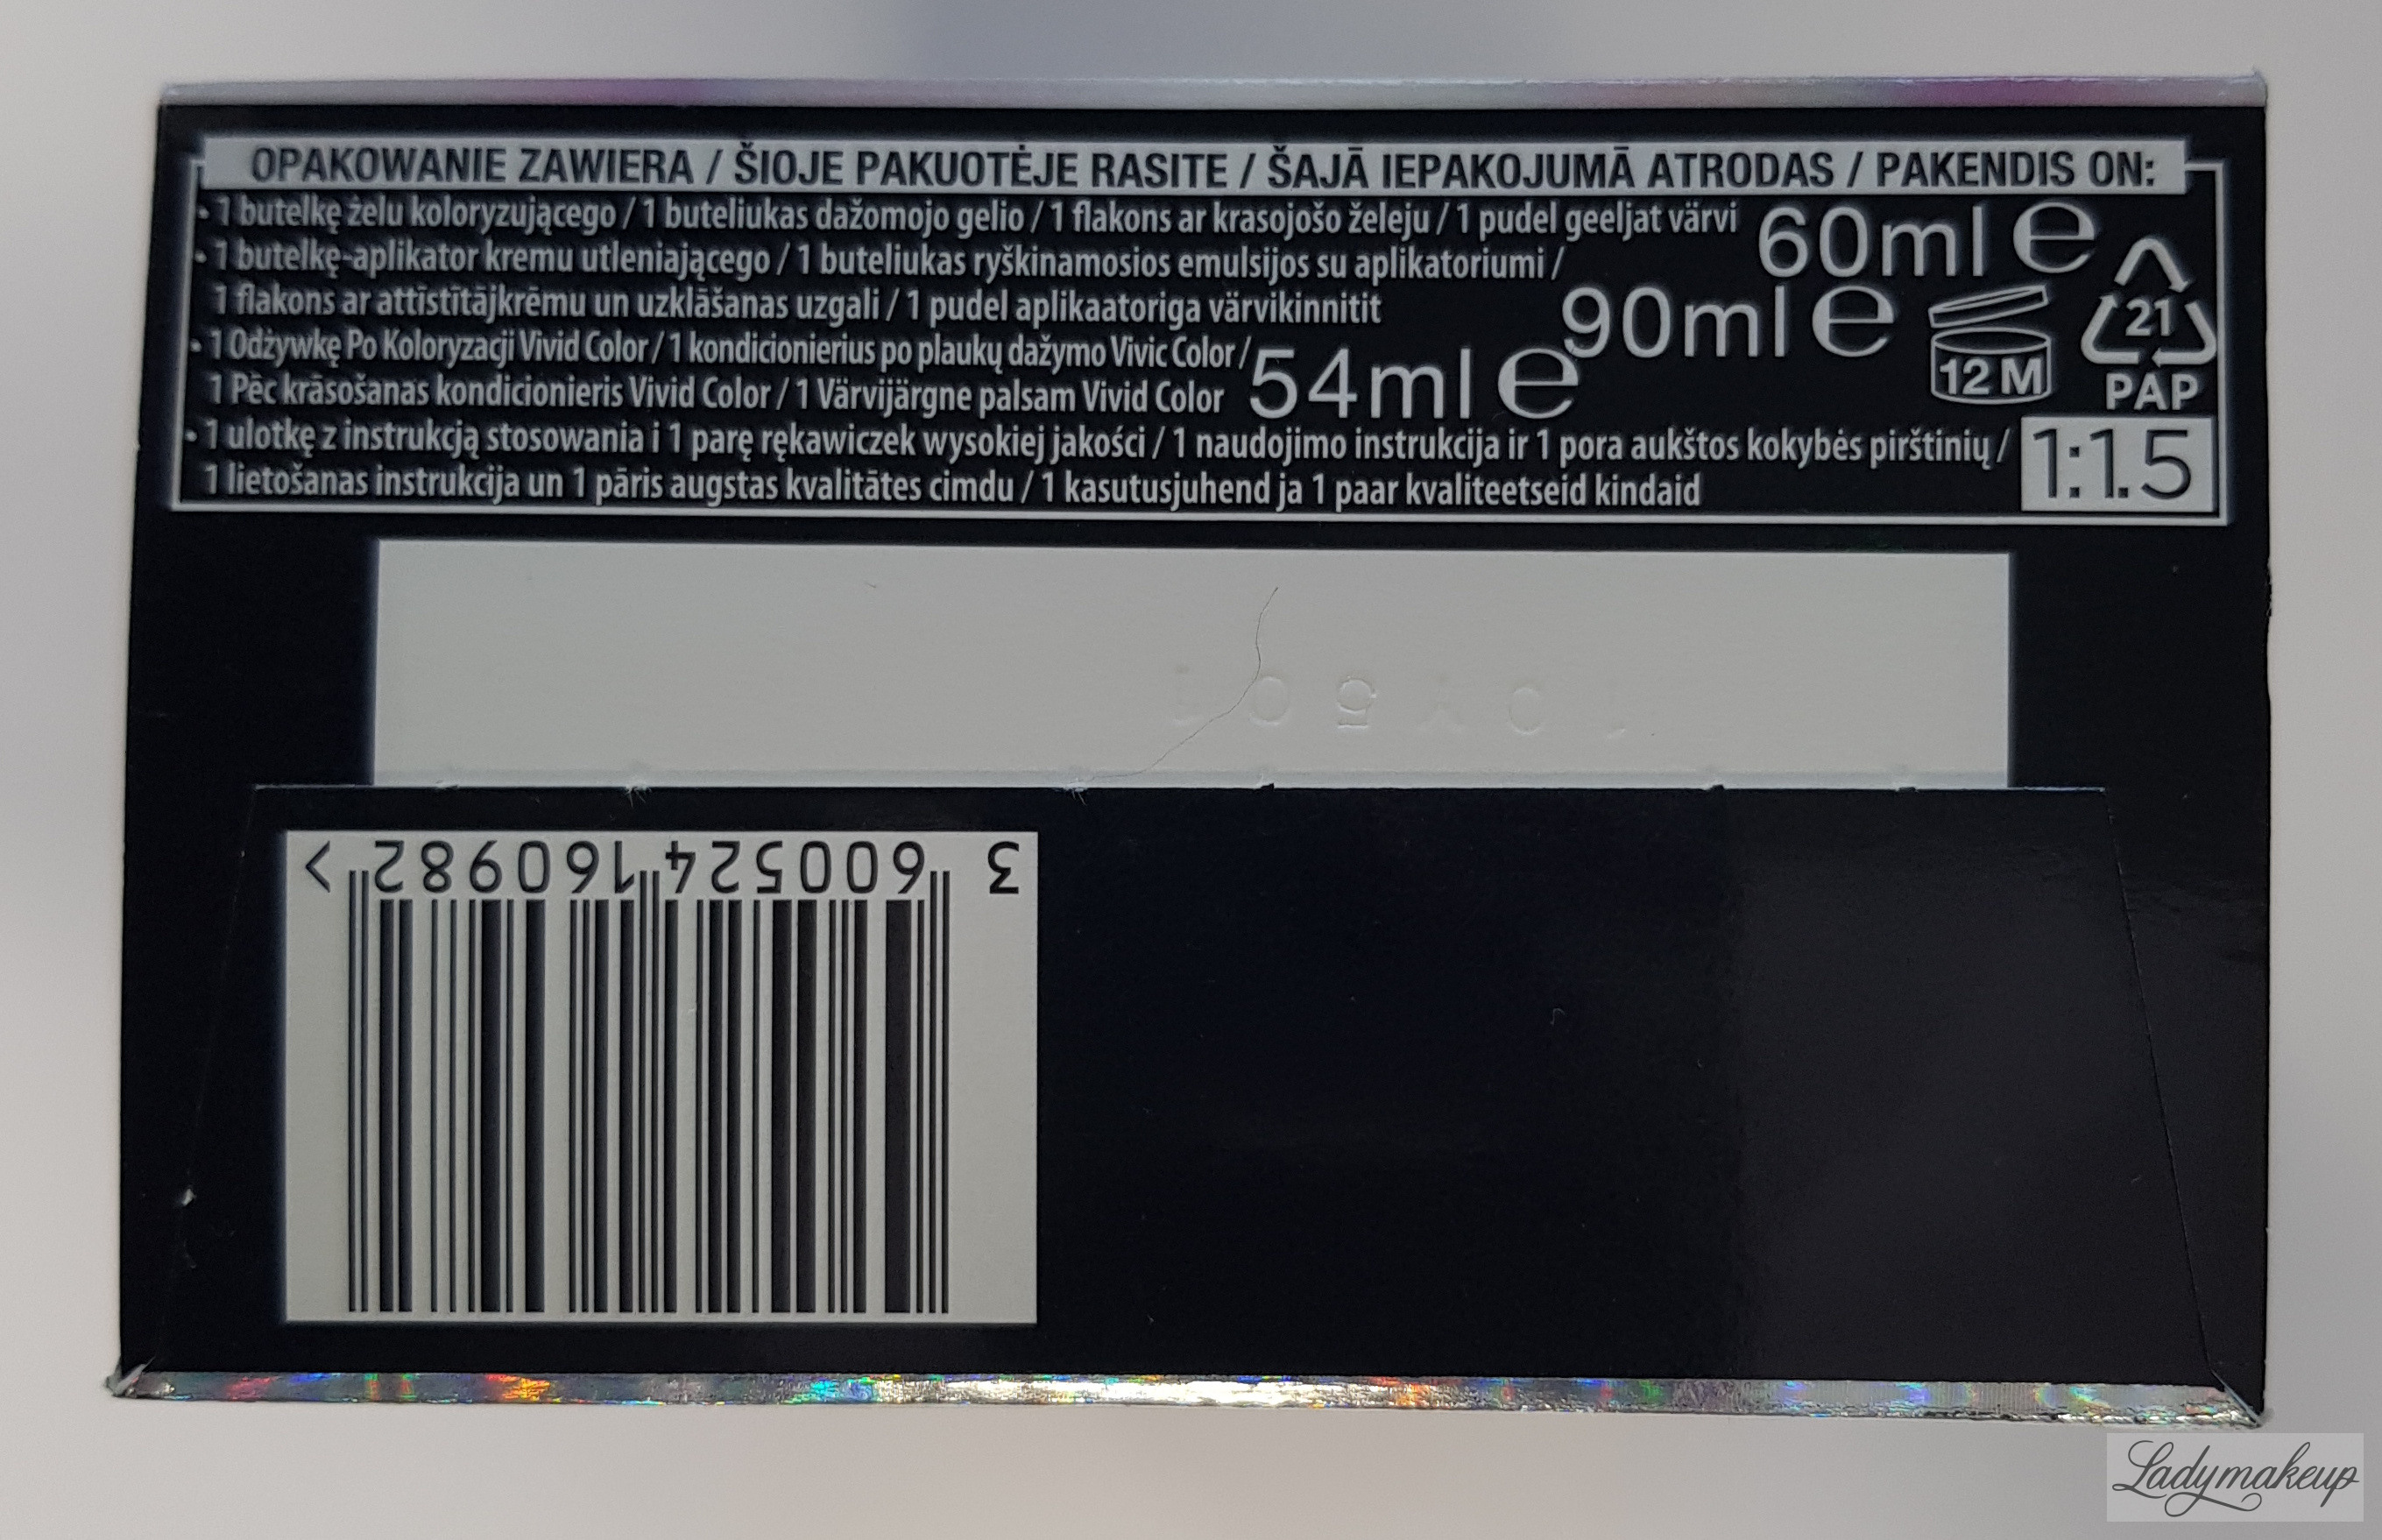 OPAKOWANIE ZAWIERA / ŠIOJE PAKUOTĖJE RASITE / ŠAJĀ IEPAKOJUMĀ ATRODAS / PAKENDIS ON:
• 1 butelkę żelu koloryzującego / 1 buteliukas dažomojo gelio / 1 flakons ar krasojošo želeju / 1 pudel geeljat värvi 60ml e
• 1 butelkę-aplikator kremu utleniającego / 1 buteliukas ryškinamosios emulsijos su aplikatoriumi /
1 flakons ar attīstītājkrēmu un uzklāšanas uzgali / 1 pudel aplikaatoriga värvikinnitit 90ml e
• 1 Odżywkę Po Koloryzacji Vivid Color / 1 kondicionierius po plaukų dažymo Vivic Color /
1 Pēc krāsošanas kondicionieris Vivid Color / 1 Värvijärgne palsam Vivid Color 54ml e
12 M
21
PAP
• 1 ulotkę z instrukcją stosowania i 1 parę rękawiczek wysokiej jakości / 1 naudojimo instrukcija ir 1 pora aukštos kokybės pirštinių /
1 lietošanas instrukcija un 1 pāris augstas kvalitātes cimdu / 1 kasutusjuhend ja 1 paar kvaliteetseid kindaid
1:1.5
3 600524 160982 >
Ladymakeup